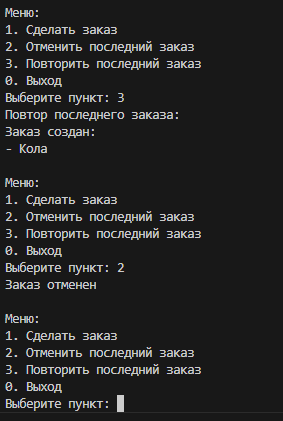 Меню:
1. Сделать заказ
2. Отменить последний заказ
3. Повторить последний заказ
0. Выход
Выберите пункт: 3
Повтор последнего заказа:
Заказ создан:
- Кола
Меню:
1. Сделать заказ
2. Отменить последний заказ
3. Повторить последний заказ
0. Выход
Выберите пункт: 2
Заказ отменен
Меню:
1. Сделать заказ
2. Отменить последний заказ
3. Повторить последний заказ
0. Выход
Выберите пункт: